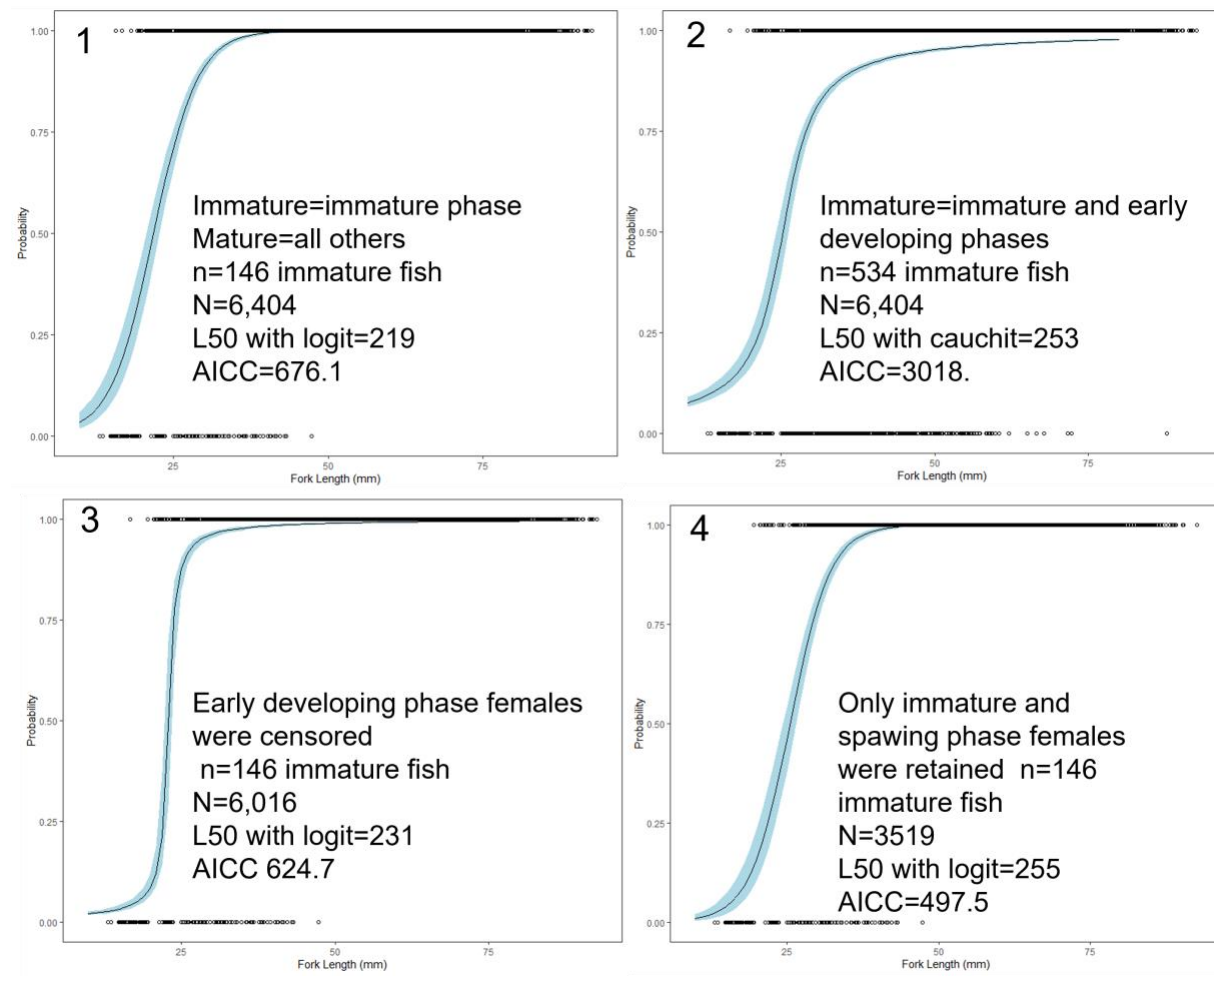 1
1.00
0.75
0.50
0.25
0.00
Probability
Immature=immature phase
Mature=all others
n=146 immature fish
N=6,404
L50 with logit=219
AICC=676.1
25
50
75
Fork Length (mm)
2
1.00
0.75
0.50
0.25
0.00
Probability
Immature=immature and early
developing phases
n=534 immature fish
N=6,404
L50 with cauchit=253
AICC=3018.
25
50
75
Fork Length (mm)
3
1.00
0.75
0.50
0.25
0.00
Probability
Early developing phase females
were censored
n=146 immature fish
N=6,016
L50 with logit=231
AICC 624.7
25
50
75
Fork Length (mm)
4
1.00
0.75
0.50
0.25
0.00
Probability
Only immature and
spawing phase females
were retained n=146
immature fish
N=3519
L50 with logit=255
AICC=497.5
25
50
75
Fork Length (mm)